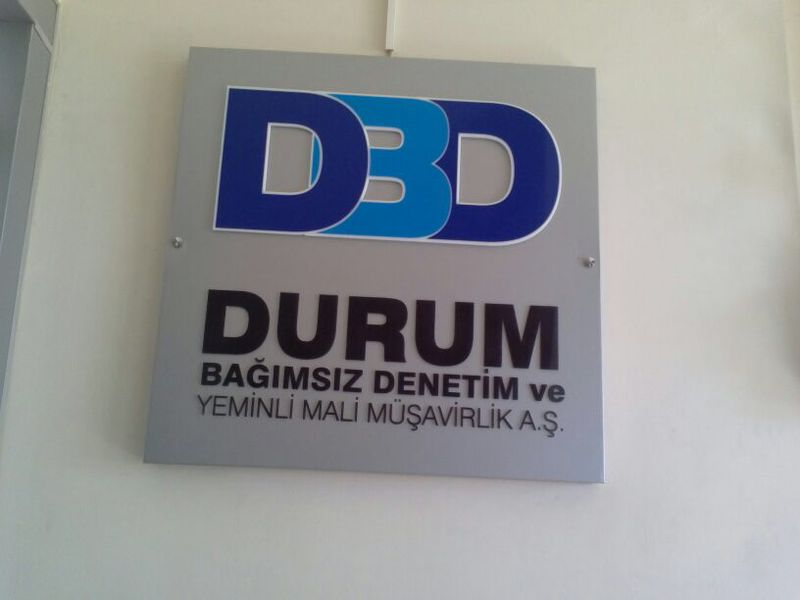 DBD
DURUM
BAĞIMSIZ DENETİM ve
YEMİNLİ MALİ MÜŞAVİRLİK A.Ş.